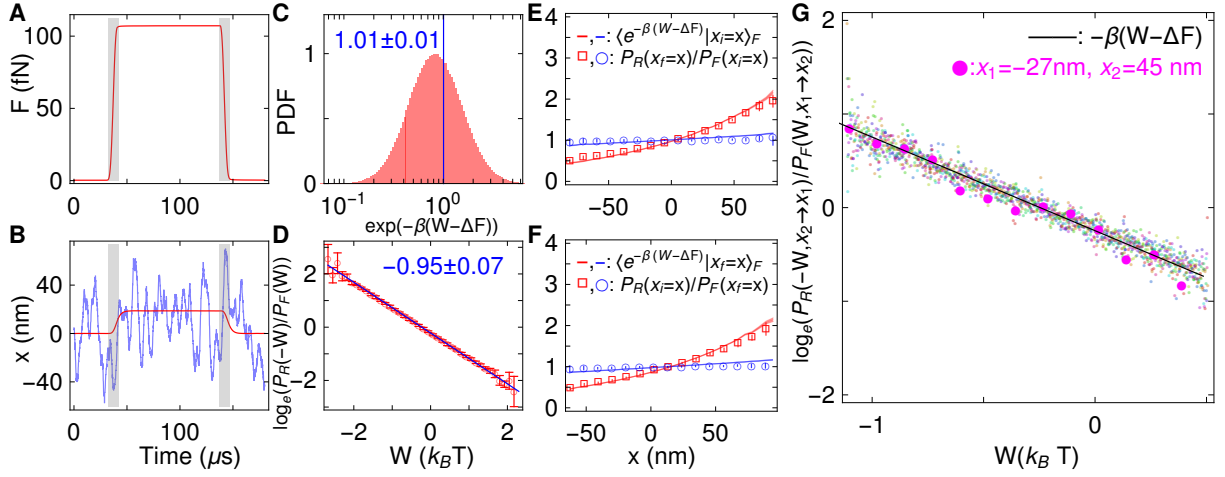 A
F (fN)
100
50
0
0
100
B
x (nm)
40
0
−40
0
100
Time (μs)
C
1.01±0.01
PDF
1
0
10⁻¹
10⁰
10¹
exp(−β(W−ΔF))
D
−0.95±0.07
logₑ(P_R(−W)/P_F(W))
2
0
−2
−2
0
2
W (k_BT)
E
−,−: ⟨e^{−β(W−ΔF)}|x_i=x⟩_F
□,○: P_R(x_f=x)/P_F(x_i=x)
4
3
2
1
0
−50
0
50
F
−,−: ⟨e^{−β(W−ΔF)}|x_f=x⟩_F
□,○: P_R(x_i=x)/P_F(x_f=x)
4
3
2
1
0
−50
0
50
x (nm)
G
—: −β(W−ΔF)
●:x₁=−27nm, x₂=45 nm
logₑ(P_R(−W,x₂→x₁)/P_F(W,x₁→x₂))
2
0
−2
−1
0
W(k_B T)